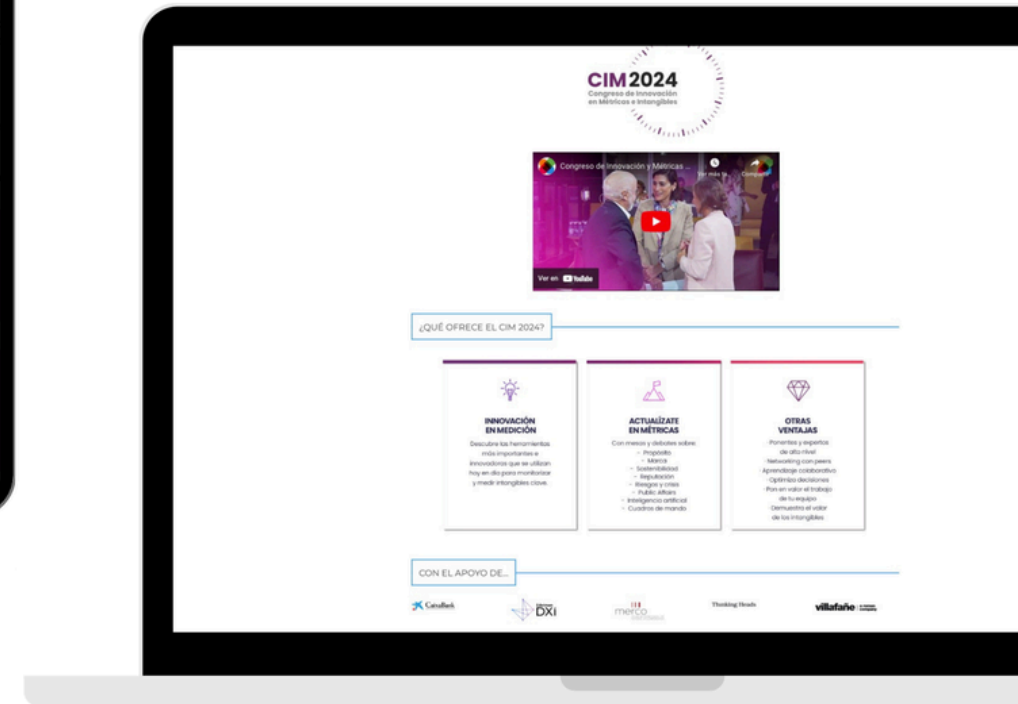 CIM2024
Congreso de Innovación
en Métricas e Intangibles
Congreso de Innovación y Métricas ...
Ver más ta...
Compartir
Ver en YouTube
¿QUÉ OFRECE EL CIM 2024?
INNOVACIÓN
EN MEDICIÓN
Descubre las herramientas
más importantes e
innovadoras que se utilizan
hoy en día para monitorizar
y medir intangibles clave.
ACTUALÍZATE
EN MÉTRICAS
Con mesas y debates sobre:
- Propósito
- Marca
- Sostenibilidad
- Reputación
- Riesgos y crisis
- Public Affairs
- Inteligencia artificial
- Cuadros de mando
OTRAS
VENTAJAS
· Ponentes y expertos
de alto nivel
· Networking con peers
· Aprendizaje colaborativo
· Optimiza decisiones
· Pon en valor el trabajo
de tu equipo
· Demuestra el valor
de los intangibles
CON EL APOYO DE...
CaixaBank
DXi
merco
Thinking Heads
villafañe